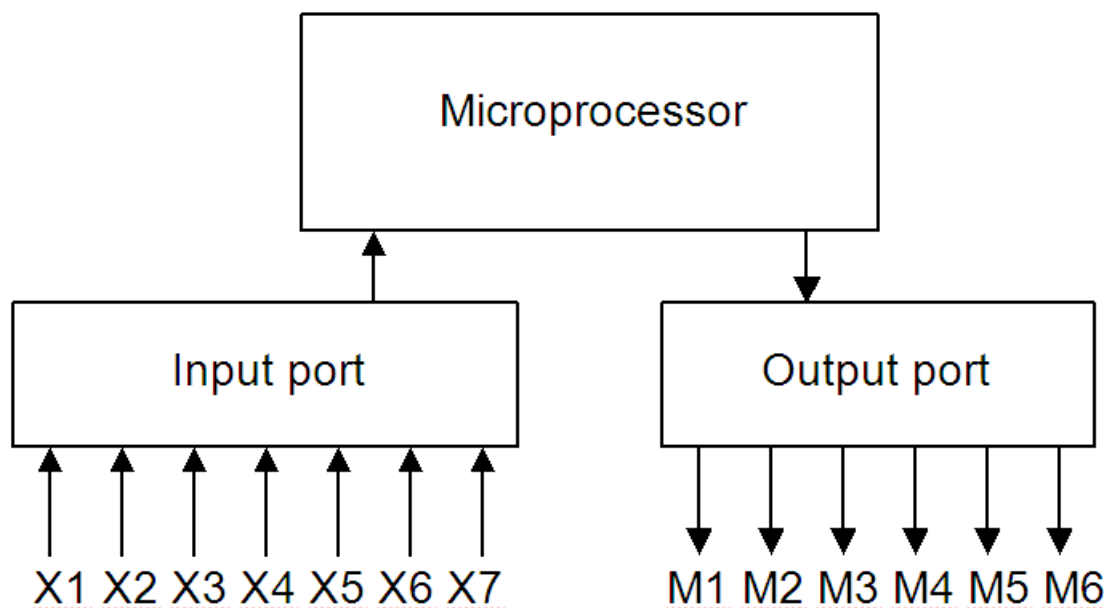 Microprocessor
Input port
Output port
X1 X2 X3 X4 X5 X6 X7
M1 M2 M3 M4 M5 M6